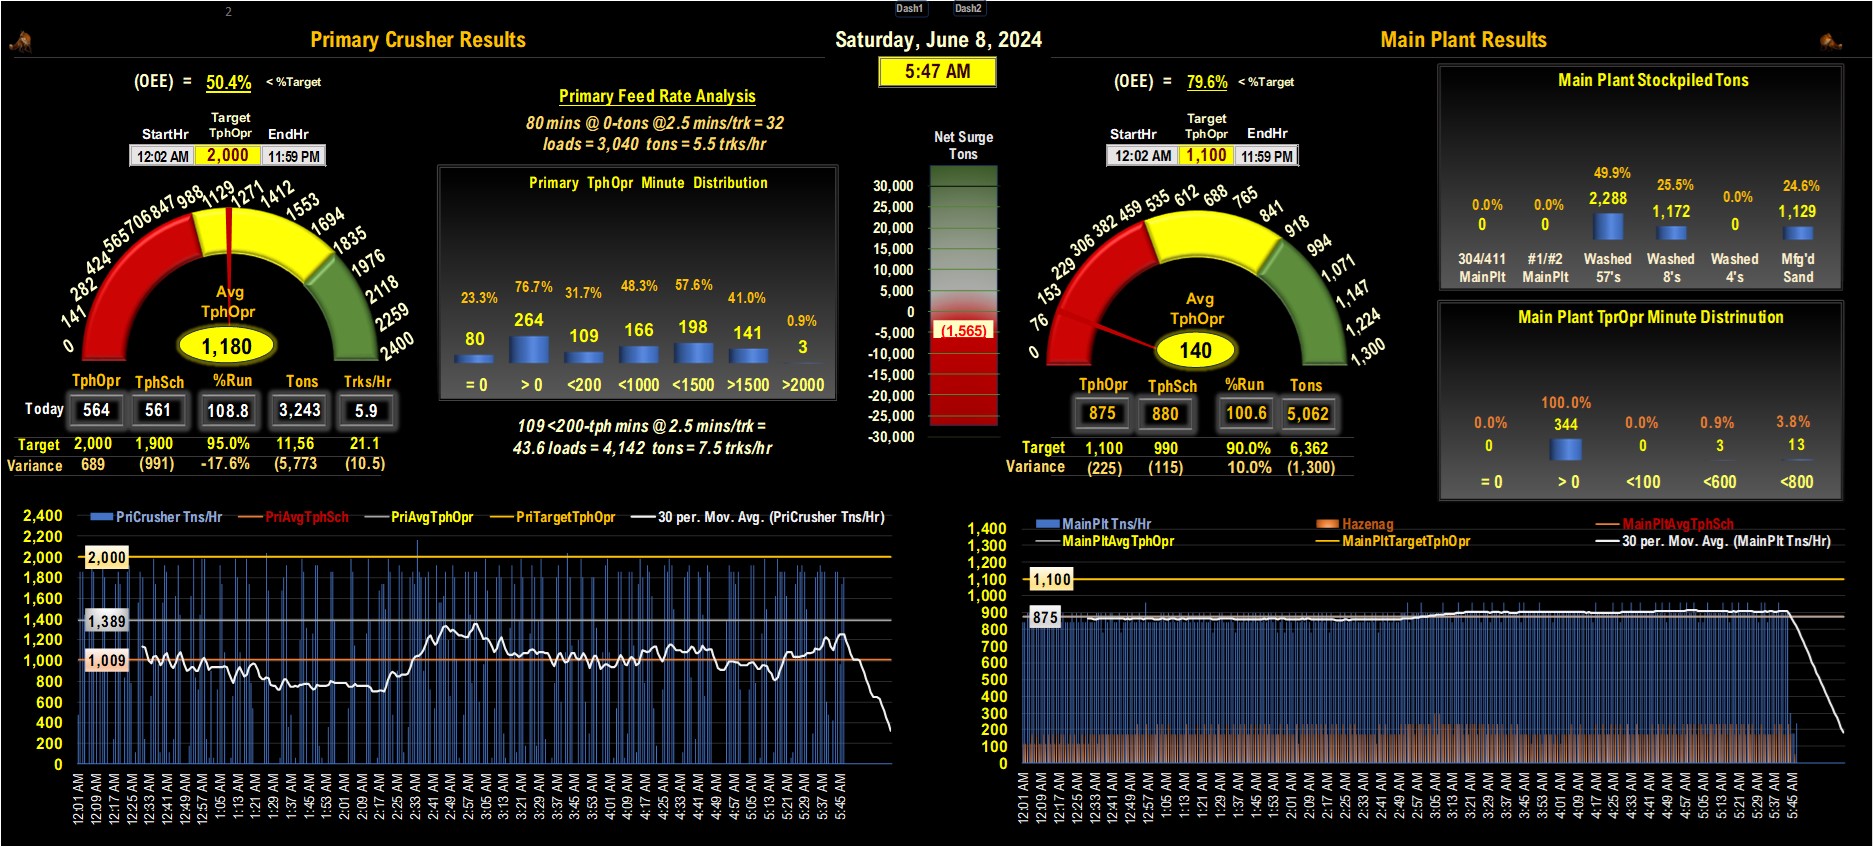 2
Dash1 Dash2
Primary Crusher Results
Saturday, June 8, 2024
Main Plant Results
5:47 AM
(OEE) = 50.4% < %Target
Primary Feed Rate Analysis
80 mins @ 0-tons @2.5 mins/trk = 32
loads = 3,040 tons = 5.5 trks/hr
Target
StartHr TphOpr EndHr
12:02 AM 2,000 11:59 PM
0 141 282 424 565 706 847 988 1129 1271 1412 1553 1694 1835 1976 2118 2259 2400
Avg
TphOpr
1,180
TphOpr TphSch %Run Tons Trks/Hr
Today 564 561 108.8 3,243 5.9
Target 2,000 1,900 95.0% 11,56 21.1
Variance 689 (991) -17.6% (5,773 (10.5)
Primary TphOpr Minute Distribution
23.3% 76.7% 31.7% 48.3% 57.6% 41.0% 0.9%
80 264 109 166 198 141 3
= 0 > 0 <200 <1000 <1500 >1500 >2000
109 <200-tph mins @ 2.5 mins/trk =
43.6 loads = 4,142 tons = 7.5 trks/hr
Net Surge
Tons
30,000
25,000
20,000
15,000
10,000
5,000
0
-5,000
-10,000
-15,000
-20,000
-25,000
-30,000
(1,565)
(OEE) = 79.6% < %Target
Target
StartHr TphOpr EndHr
12:02 AM 1,100 11:59 PM
0 76 153 229 306 382 459 535 612 688 765 841 918 994 1,071 1,147 1,224 1,300
Avg
TphOpr
140
TphOpr TphSch %Run Tons
875 880 100.6 5,062
Target 1,100 990 90.0% 6,362
Variance (225) (115) 10.0% (1,300)
Main Plant Stockpiled Tons
0.0% 0.0% 49.9% 25.5% 0.0% 24.6%
0 0 2,288 1,172 0 1,129
304/411 #1/#2 Washed Washed Washed Mfg'd
MainPlt MainPlt 57's 8's 4's Sand
Main Plant TprOpr Minute Distrinution
0.0% 100.0% 0.0% 0.9% 3.8%
0 344 0 3 13
= 0 > 0 <100 <600 <800
PriCrusher Tns/Hr PriAvgTphSch PriAvgTphOpr PriTargetTphOpr 30 per. Mov. Avg. (PriCrusher Tns/Hr)
2,400
2,200
2,000
1,800
1,600
1,400
1,200
1,000
800
600
400
200
0
2,000
1,389
1,009
12:01 AM 12:09 AM 12:17 AM 12:25 AM 12:33 AM 12:41 AM 12:49 AM 12:57 AM 1:05 AM 1:13 AM 1:21 AM 1:29 AM 1:37 AM 1:45 AM 1:53 AM 2:01 AM 2:09 AM 2:17 AM 2:25 AM 2:33 AM 2:41 AM 2:49 AM 2:57 AM 3:05 AM 3:13 AM 3:21 AM 3:29 AM 3:37 AM 3:45 AM 3:53 AM 4:01 AM 4:09 AM 4:17 AM 4:25 AM 4:33 AM 4:41 AM 4:49 AM 4:57 AM 5:05 AM 5:13 AM 5:21 AM 5:29 AM 5:37 AM 5:45 AM
MainPlt Tns/Hr Hazenag MainPltAvgTphSch
MainPltAvgTphOpr MainPltTargetTphOpr 30 per. Mov. Avg. (MainPlt Tns/Hr)
1,400
1,300
1,200
1,100
1,000
900
800
700
600
500
400
300
200
100
0
1,100
875
12:01 AM 12:09 AM 12:17 AM 12:25 AM 12:33 AM 12:41 AM 12:49 AM 12:57 AM 1:05 AM 1:13 AM 1:21 AM 1:29 AM 1:37 AM 1:45 AM 1:53 AM 2:01 AM 2:09 AM 2:17 AM 2:25 AM 2:33 AM 2:41 AM 2:49 AM 2:57 AM 3:05 AM 3:13 AM 3:21 AM 3:29 AM 3:37 AM 3:45 AM 3:53 AM 4:01 AM 4:09 AM 4:17 AM 4:25 AM 4:33 AM 4:41 AM 4:49 AM 4:57 AM 5:05 AM 5:13 AM 5:21 AM 5:29 AM 5:37 AM 5:45 AM